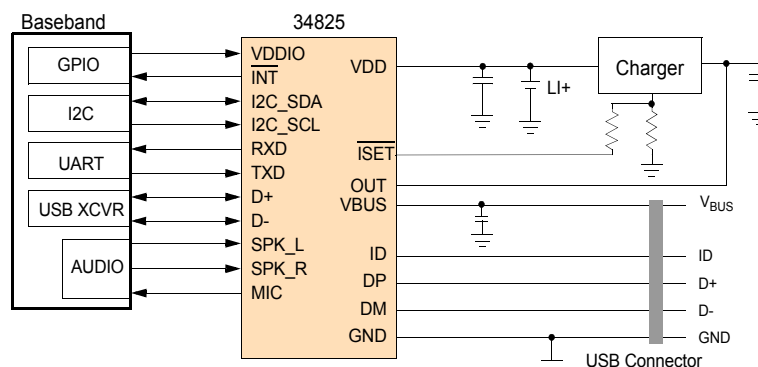 Baseband
34825
GPIO
I2C
UART
USB XCVR
AUDIO
VDDIO
INT
I2C_SDA
I2C_SCL
RXD
TXD
D+
D-
SPK_L
SPK_R
MIC
VDD
ISET
OUT
VBUS
ID
DP
DM
GND
LI+
Charger
VBUS
ID
D+
D-
GND
USB Connector